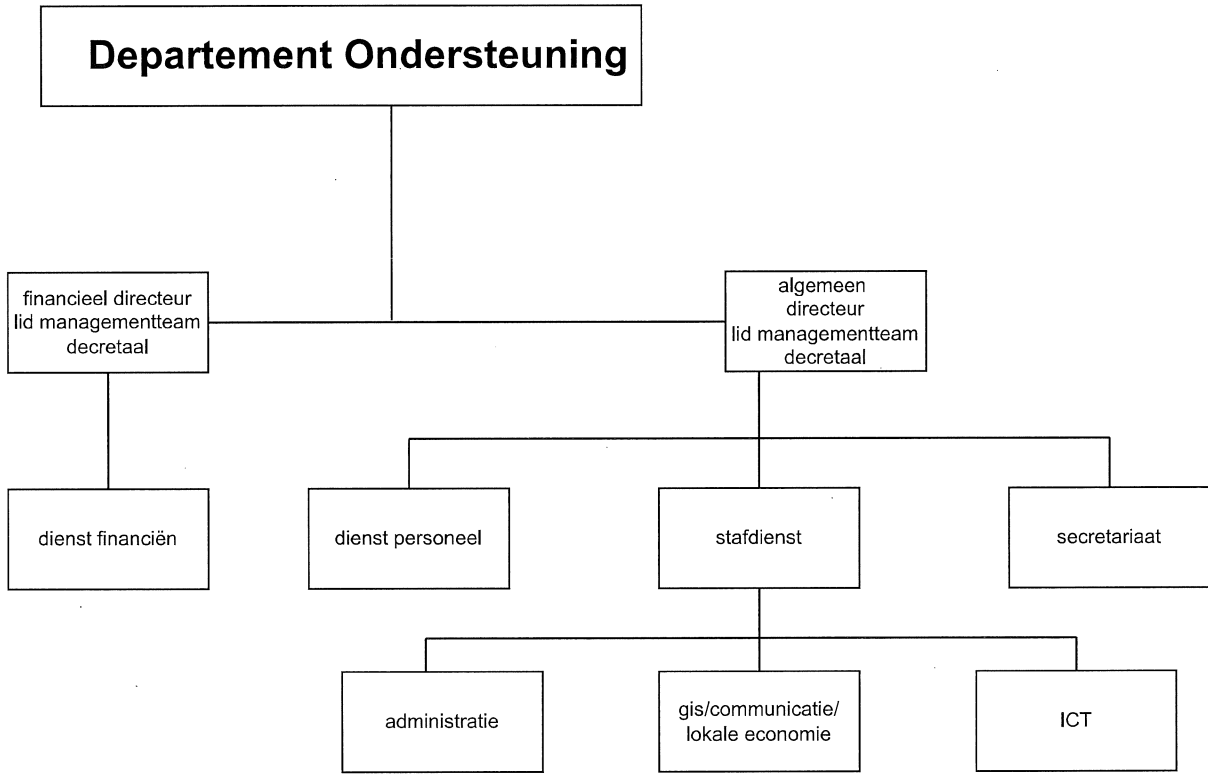 Departement Ondersteuning
financieel directeur
lid managementteam
decretaal
algemeen
directeur
lid managementteam
decretaal
dienst financiën
dienst personeel
stafdienst
secretariaat
administratie
gis/communicatie/
lokale economie
ICT